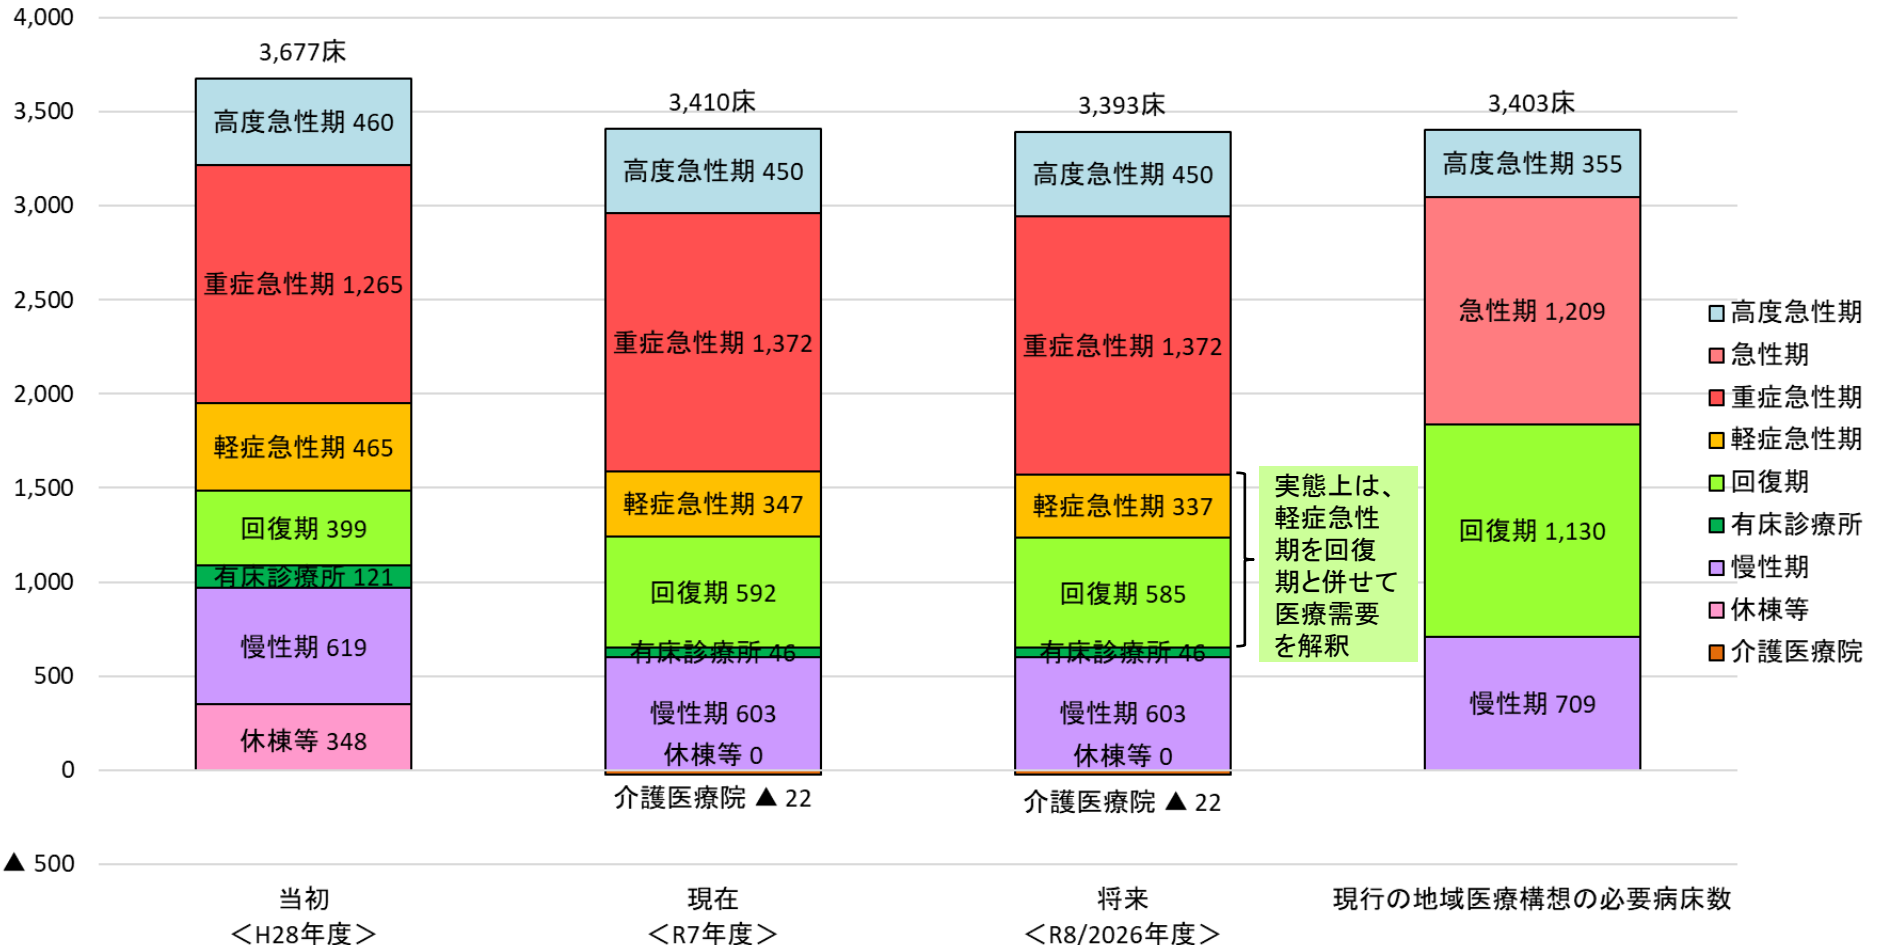 4,000
3,500
3,000
2,500
2,000
1,500
1,000
500
0
▲ 500
3,677床
高度急性期 460
重症急性期 1,265
軽症急性期 465
回復期 399
有床診療所 121
慢性期 619
休棟等 348
当初
＜H28年度＞
3,410床
高度急性期 450
重症急性期 1,372
軽症急性期 347
回復期 592
有床診療所 46
慢性期 603
休棟等 0
介護医療院 ▲ 22
現在
＜R7年度＞
3,393床
高度急性期 450
重症急性期 1,372
軽症急性期 337
回復期 585
有床診療所 46
慢性期 603
休棟等 0
介護医療院 ▲ 22
将来
＜R8/2026年度＞
実態上は、
軽症急性
期を回復
期と併せて
医療需要
を解釈
3,403床
高度急性期 355
急性期 1,209
回復期 1,130
慢性期 709
現行の地域医療構想の必要病床数
高度急性期
急性期
重症急性期
軽症急性期
回復期
有床診療所
慢性期
休棟等
介護医療院